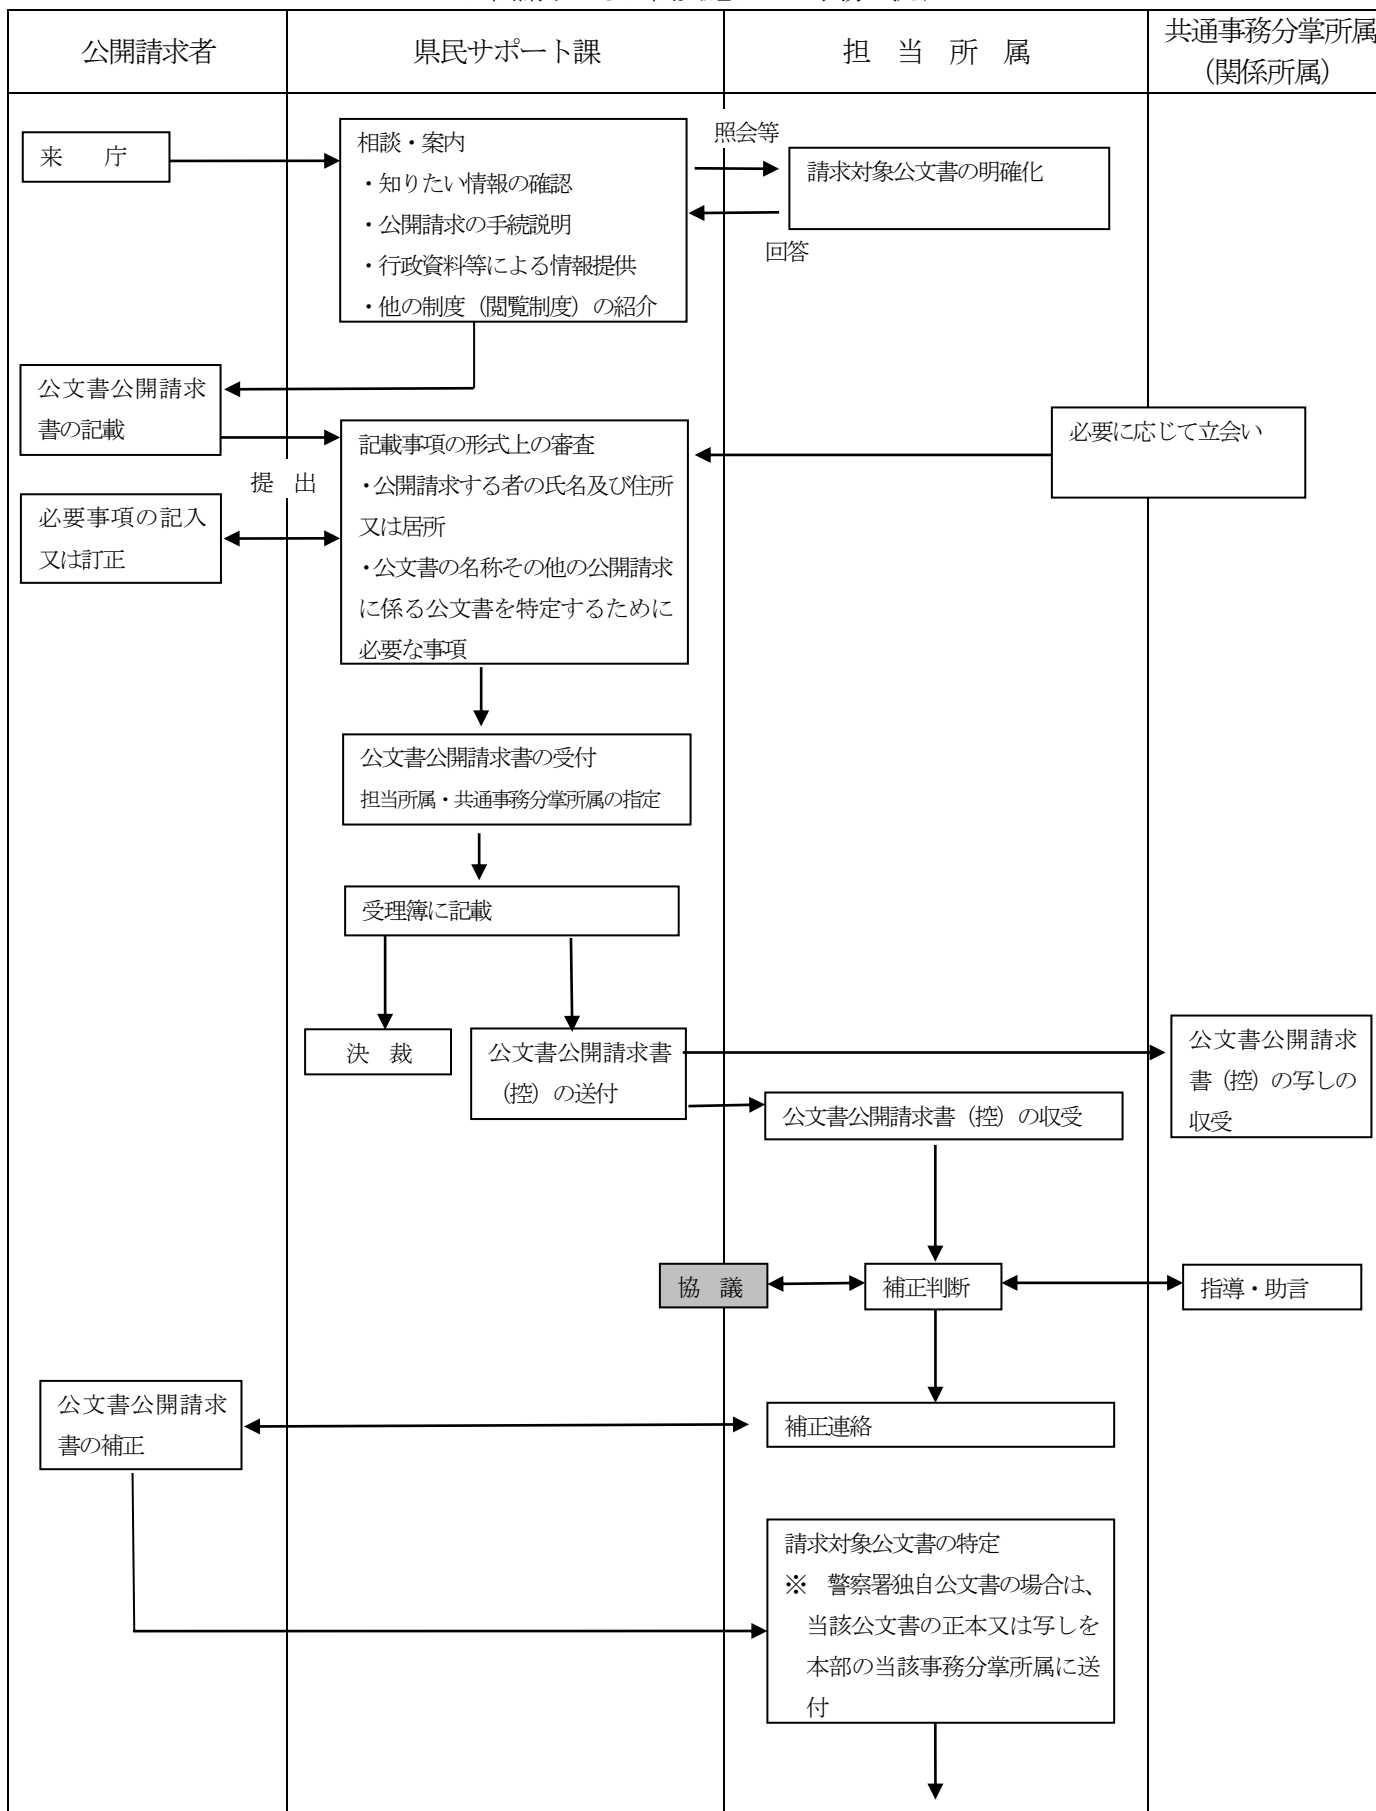 公開請求者
県民サポート課
担　当　所　属
共通事務分掌所属
（関係所属）
来　　庁
相談・案内
・知りたい情報の確認
・公開請求の手続説明
・行政資料等による情報提供
・他の制度（閲覧制度）の紹介
照会等
請求対象公文書の明確化
回答
公文書公開請求
書の記載
提　出
必要事項の記入
又は訂正
記載事項の形式上の審査
・公開請求する者の氏名及び住所
又は居所
・公文書の名称その他の公開請求
に係る公文書を特定するために
必要な事項
必要に応じて立会い
公文書公開請求書の受付
担当所属・共通事務分掌所属の指定
受理簿に記載
決　裁
公文書公開請求書
（控）の送付
公文書公開請求書（控）の収受
公文書公開請求
書（控）の写しの
収受
協　議
補正判断
指導・助言
公文書公開請求
書の補正
補正連絡
請求対象公文書の特定
※　警察署独自公文書の場合は、
当該公文書の正本又は写しを
本部の当該事務分掌所属に送
付